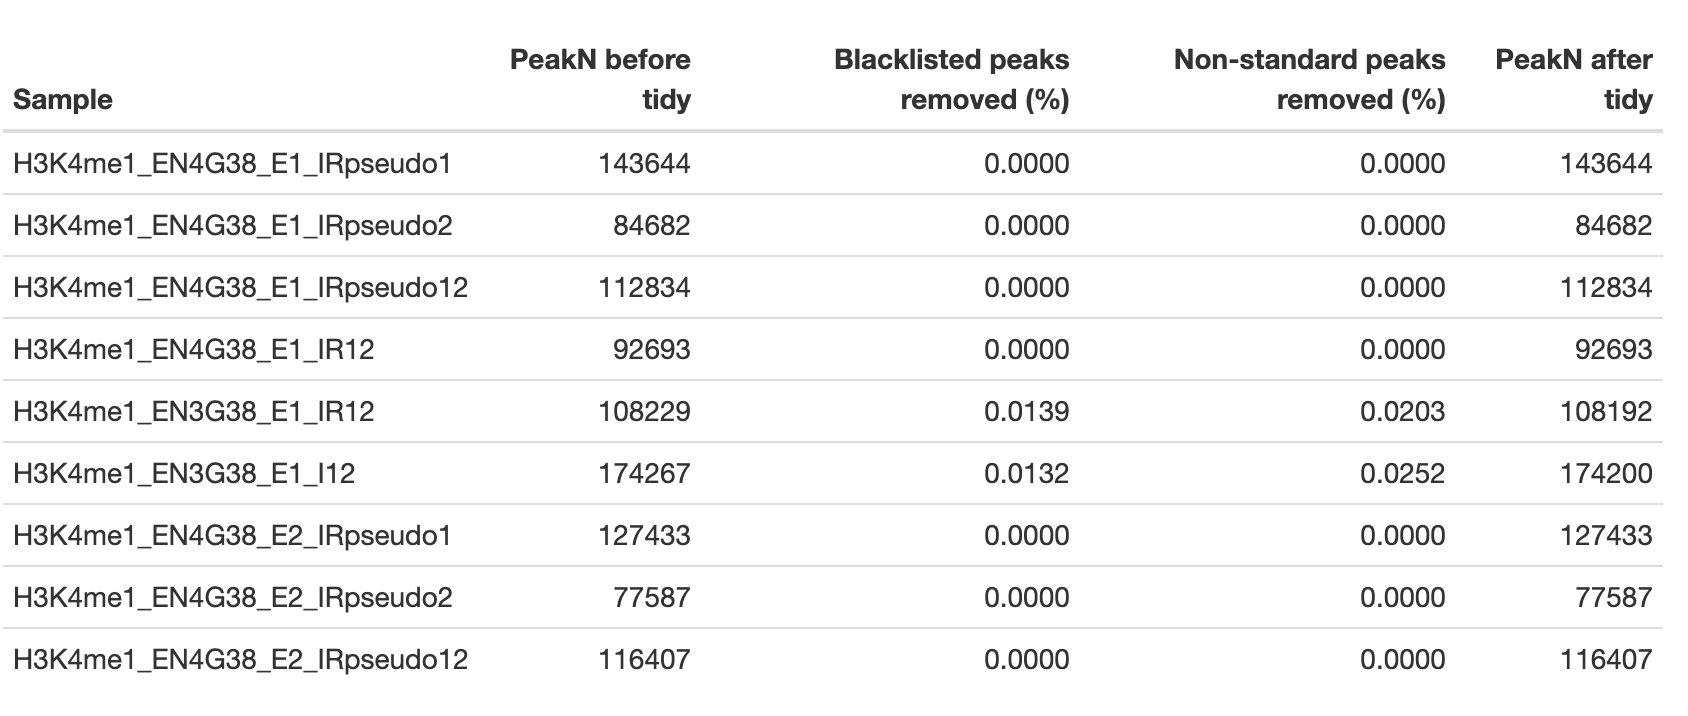 PeakN before Blacklisted peaks Non-standard peaks PeakN after
Sample tidy removed (%) removed (%) tidy
H3K4me1_EN4G38_E1_IRpseudo1 143644 0.0000 0.0000 143644
H3K4me1_EN4G38_E1_IRpseudo2 84682 0.0000 0.0000 84682
H3K4me1_EN4G38_E1_IRpseudo12 112834 0.0000 0.0000 112834
H3K4me1_EN4G38_E1_IR12 92693 0.0000 0.0000 92693
H3K4me1_EN3G38_E1_IR12 108229 0.0139 0.0203 108192
H3K4me1_EN3G38_E1_I12 174267 0.0132 0.0252 174200
H3K4me1_EN4G38_E2_IRpseudo1 127433 0.0000 0.0000 127433
H3K4me1_EN4G38_E2_IRpseudo2 77587 0.0000 0.0000 77587
H3K4me1_EN4G38_E2_IRpseudo12 116407 0.0000 0.0000 116407